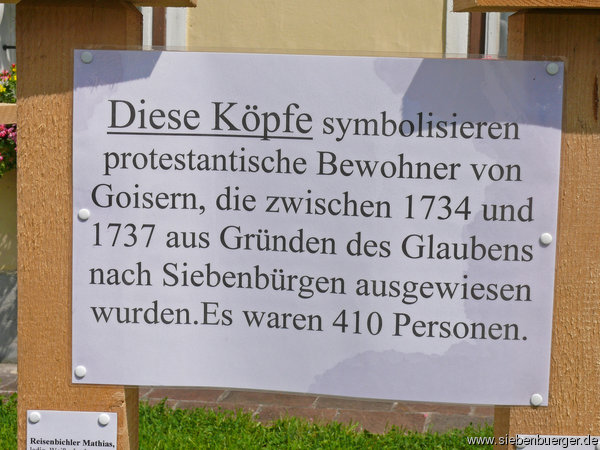 Diese Köpfe symbolisieren
protestantische Bewohner von
Goisern, die zwischen 1734 und
1737 aus Gründen des Glaubens
nach Siebenbürgen ausgewiesen
wurden.Es waren 410 Personen.
Reisenbichler Mathias,
www.siebenbuerger.de